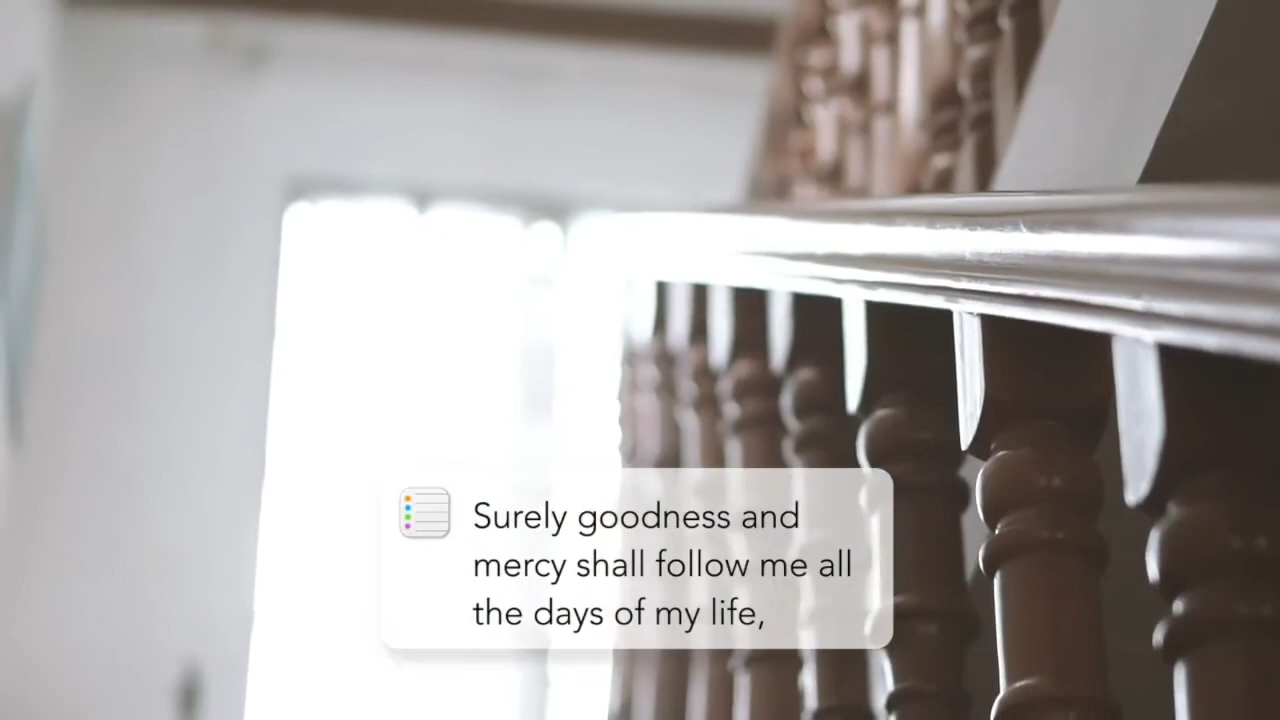 Surely goodness and
mercy shall follow me all
the days of my life,